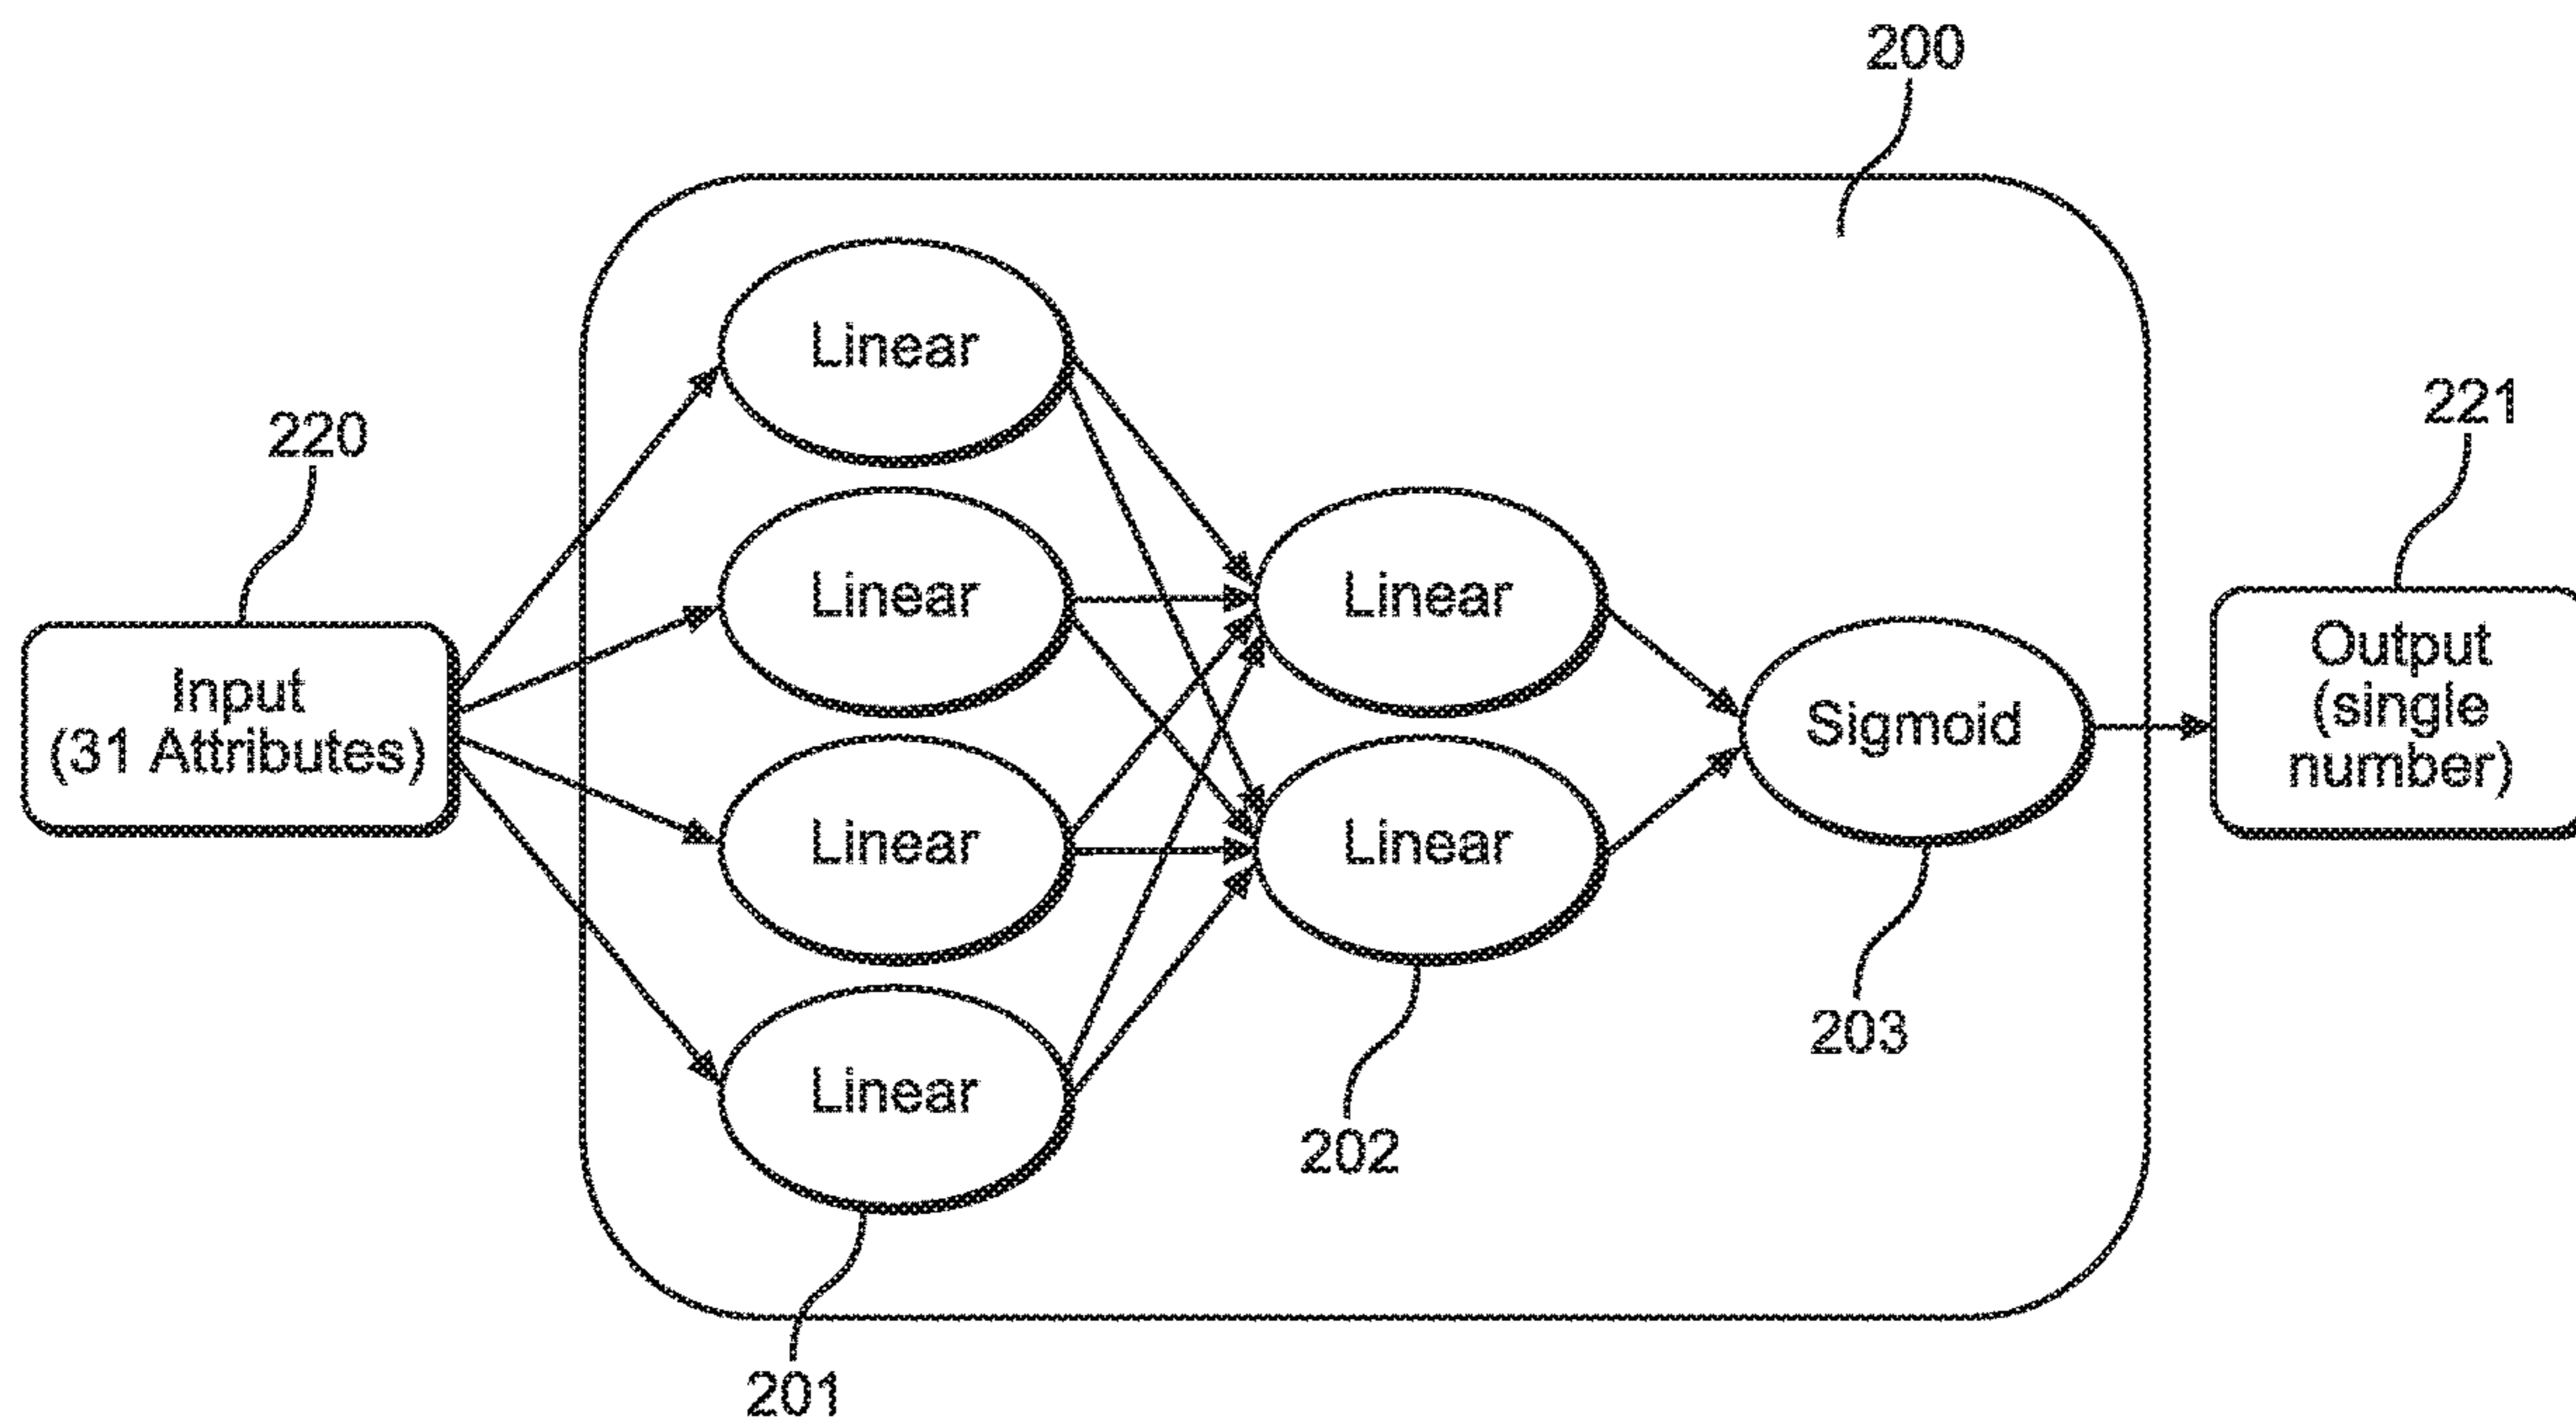 200
Linear
220
221
Linear
Linear
Input
(31 Attributes)
Output
(single
number)
Sigmoid
Linear
Linear
203
Linear
202
201